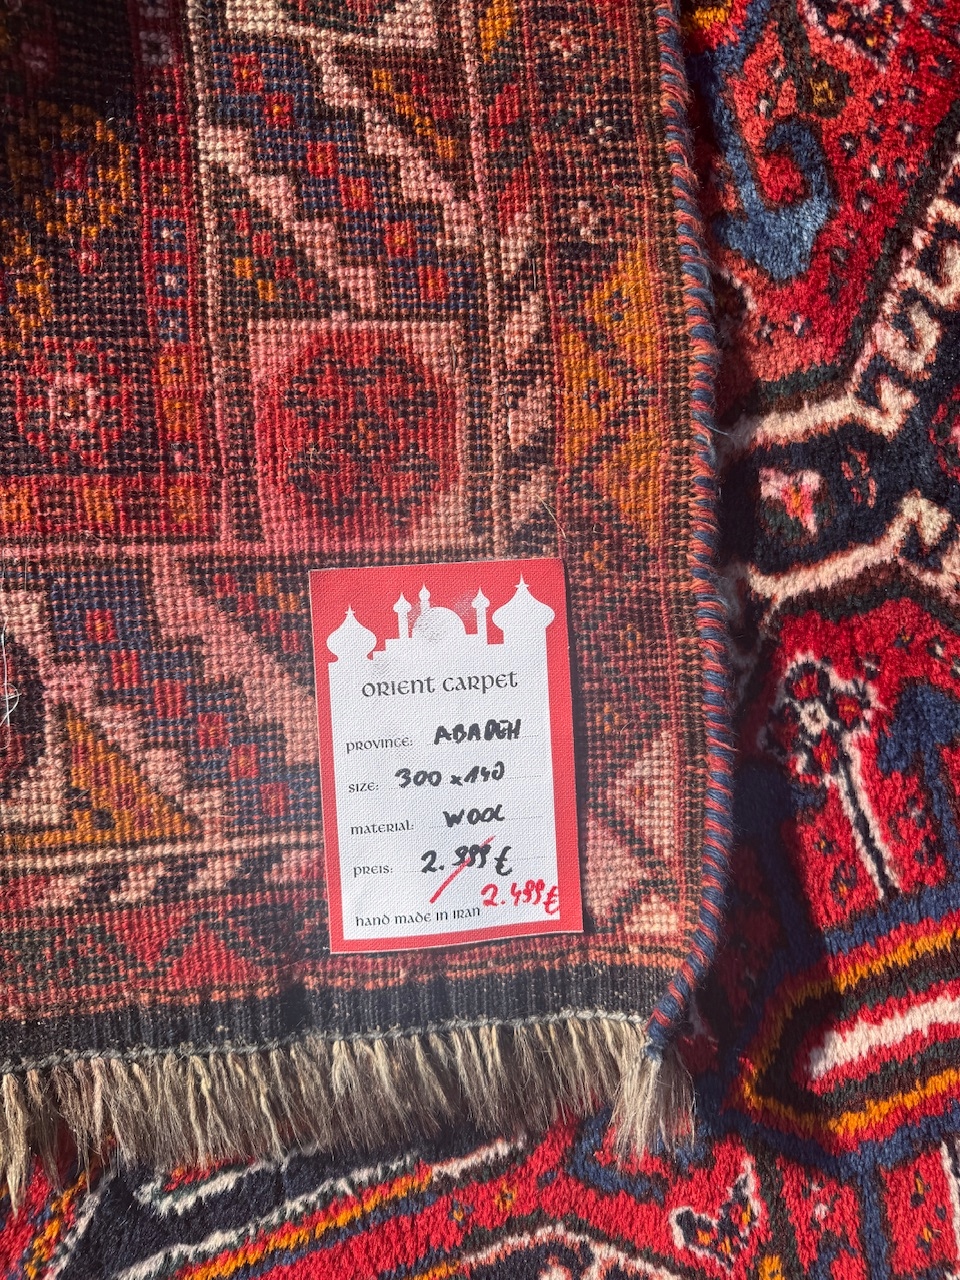 ORIENT CARPET
PROVINCE: ABADEH
SIZE: 300 x 140
MATERIAL: WOOL
PREIS: 2.999 €
2.499 €
HAND MADE IN IRAN